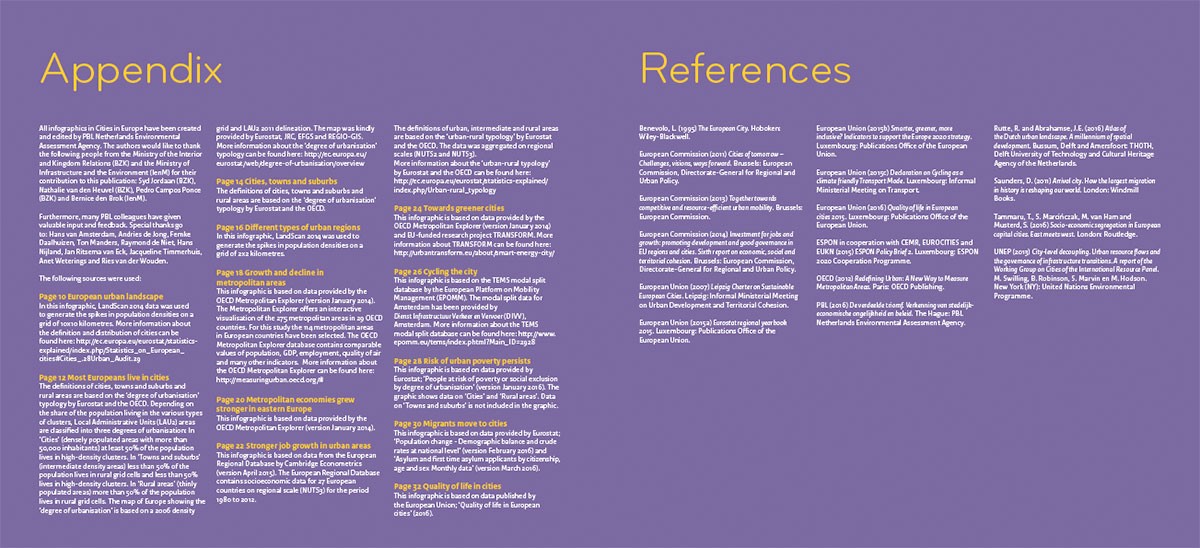 Appendix
All infographics in Cities in Europe have been created
and edited by PBL Netherlands Environmental
Assessment Agency. The authors would like to thank
the following people from the Ministry of the Interior
and Kingdom Relations (BZK) and the Ministry of
Infrastructure and the Environment (IenM) for their
contribution to this publication: Syd Jordaan (BZK),
Nathalie van den Heuvel (BZK), Pedro Campos Ponce
(BZK) and Bernice den Brok (IenM).
Furthermore, many PBL colleagues have given
valuable input and feedback. Special thanks go
to: Hans van Amsterdam, Andries de Jong, Femke
Daalhuizen, Ton Manders, Raymond de Niet, Hans
Nijland, Jan Ritsema van Eck, Jacqueline Timmerhuis,
Anet Weterings and Ries van der Wouden.
The following sources were used:
Page 10 European urban landscape
In this infographic, LandScan 2014 data was used
to generate the spikes in population densities on a
grid of 10x10 kilometres. More information about
the definition and distribution of cities can be
found here: http://ec.europa.eu/eurostat/statistics-
explained/index.php/Statistics_on_European_
cities#Cities_.28Urban_Audit.29
Page 12 Most Europeans live in cities
The definitions of cities, towns and suburbs and
rural areas are based on the 'degree of urbanisation'
typology by Eurostat and the OECD. Depending on
the share of the population living in the various types
of clusters, Local Administrative Units (LAU2) areas
are classified into three degrees of urbanisation: In
'Cities' (densely populated areas with more than
50,000 inhabitants) at least 50% of the population
lives in high-density clusters. In 'Towns and suburbs'
(intermediate density areas) less than 50% of the
population lives in rural grid cells and less than 50%
lives in high-density clusters. In 'Rural areas' (thinly
populated areas) more than 50% of the population
lives in rural grid cells. The map of Europe showing the
'degree of urbanisation' is based on a 2006 density
grid and LAU2 2011 delineation. The map was kindly
provided by Eurostat, JRC, EFGS and REGIO-GIS.
More information about the 'degree of urbanisation'
typology can be found here: http://ec.europa.eu/
eurostat/web/degree-of-urbanisation/overview
Page 14 Cities, towns and suburbs
The definitions of cities, towns and suburbs and
rural areas are based on the 'degree of urbanisation'
typology by Eurostat and the OECD.
Page 16 Different types of urban regions
In this infographic, LandScan 2014 was used to
generate the spikes in population densities on a
grid of 2x2 kilometres.
Page 18 Growth and decline in
metropolitan areas
This infographic is based on data provided by the
OECD Metropolitan Explorer (version January 2014).
The Metropolitan Explorer offers an interactive
visualisation of the 275 metropolitan areas in 29 OECD
countries. For this study the 114 metropolitan areas
in European countries have been selected. The OECD
Metropolitan Explorer database contains comparable
values of population, GDP, employment, quality of air
and many other indicators. More information about
the OECD Metropolitan Explorer can be found here:
http://measuringurban.oecd.org/#
Page 20 Metropolitan economies grew
stronger in eastern Europe
This infographic is based on data provided by the
OECD Metropolitan Explorer (version January 2014).
Page 22 Stronger job growth in urban areas
This infographic is based on data from the European
Regional Database by Cambridge Econometrics
(version April 2015). The European Regional Database
contains socioeconomic data for 27 European
countries on regional scale (NUTS3) for the period
1980 to 2012.
The definitions of urban, intermediate and rural areas
are based on the 'urban-rural typology' by Eurostat
and the OECD. The data was aggregated on regional
scales (NUTS2 and NUTS3).
More information about the 'urban-rural typology'
by Eurostat and the OECD can be found here:
http://ec.europa.eu/eurostat/statistics-explained/
index.php/Urban-rural_typology
Page 24 Towards greener cities
This infographic is based on data provided by the
OECD Metropolitan Explorer (version January 2014)
and EU-funded research project TRANSFORM. More
information about TRANSFORM can be found here:
http://urbantransform.eu/about/smart-energy-city/
Page 26 Cycling the city
This infographic is based on the TEMS modal split
database by the European Platform on Mobility
Management (EPOMM). The modal split data for
Amsterdam has been provided by
Dienst Infrastructuur Verkeer en Vervoer (DIVV),
Amsterdam. More information about the TEMS
modal split database can be found here: http://www.
epomm.eu/tems/index.phtml?Main_ID=2928
Page 28 Risk of urban poverty persists
This infographic is based on data provided by
Eurostat; 'People at risk of poverty or social exclusion
by degree of urbanisation' (version January 2016). The
graphic shows data on 'Cities' and 'Rural areas'. Data
on 'Towns and suburbs' is not included in the graphic.
Page 30 Migrants move to cities
This infographic is based on data provided by Eurostat;
'Population change - Demographic balance and crude
rates at national level' (version February 2016) and
'Asylum and first time asylum applicants by citizenship,
age and sex Monthly data' (version March 2016).
Page 32 Quality of life in cities
This infographic is based on data published by
the European Union; 'Quality of life in European
cities' (2016).
References
Benevolo, L. (1995) The European City. Hoboken:
Wiley-Blackwell.
European Commission (2011) Cities of tomorrow –
Challenges, visions, ways forward. Brussels: European
Commission, Directorate-General for Regional and
Urban Policy.
European Commission (2013) Together towards
competitive and resource-efficient urban mobility. Brussels:
European Commission.
European Commission (2014) Investment for jobs and
growth: promoting development and good governance in
EU regions and cities. Sixth report on economic, social and
territorial cohesion. Brussels: European Commission,
Directorate-General for Regional and Urban Policy.
European Union (2007) Leipzig Charter on Sustainable
European Cities. Leipzig: Informal Ministerial Meeting
on Urban Development and Territorial Cohesion.
European Union (2015a) Eurostat regional yearbook
2015. Luxembourg: Publications Office of the
European Union.
European Union (2015b) Smarter, greener, more
inclusive? Indicators to support the Europe 2020 strategy.
Luxembourg: Publications Office of the European
Union.
European Union (2015c) Declaration on Cycling as a
climate friendly Transport Mode. Luxembourg: Informal
Ministerial Meeting on Transport.
European Union (2016) Quality of life in European
cities 2015. Luxembourg: Publications Office of the
European Union.
ESPON in cooperation with CEMR, EUROCITIES and
EUKN (2015) ESPON Policy Brief 2. Luxembourg: ESPON
2020 Cooperation Programme.
OECD (2012) Redefining Urban: A New Way to Measure
Metropolitan Areas. Paris: OECD Publishing.
PBL (2016) De verdeelde triomf. Verkenning van stedelijk-
economische ongelijkheid en beleid. The Hague: PBL
Netherlands Environmental Assessment Agency.
Rutte, R. and Abrahamse, J.E. (2016) Atlas of
the Dutch urban landscape. A millennium of spatial
development. Bussum, Delft and Amersfoort: THOTH,
Delft University of Technology and Cultural Heritage
Agency of the Netherlands.
Saunders, D. (2011) Arrival city. How the largest migration
in history is reshaping our world. London: Windmill
Books.
Tammaru, T., S. Marcińczak, M. van Ham and
Musterd, S. (2016) Socio-economic segregation in European
capital cities. East meets west. London: Routledge.
UNEP (2013) City-level decoupling. Urban resource flows and
the governance of infrastructure transitions. A report of the
Working Group on Cities of the International Resource Panel.
M. Swilling, B. Robinson, S. Marvin en M. Hodson.
New York (NY): United Nations Environmental
Programme.